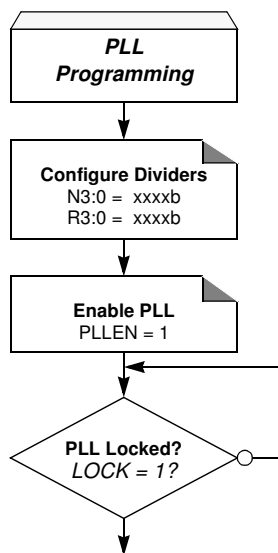 PLL
Programming
Configure Dividers
N3:0 = xxxxb
R3:0 = xxxxb
Enable PLL
PLLEN = 1
PLL Locked?
LOCK = 1?